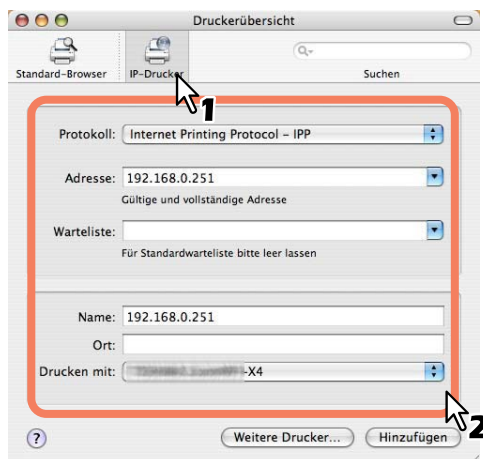 Druckerübersicht
Standard-Browser
IP-Drucker
Suchen
1
Protokoll: Internet Printing Protocol – IPP
Adresse: 192.168.0.251
Gültige und vollständige Adresse
Warteliste:
Für Standardwarteliste bitte leer lassen
Name: 192.168.0.251
Ort:
Drucken mit: -X4
2
? Weitere Drucker... Hinzufügen